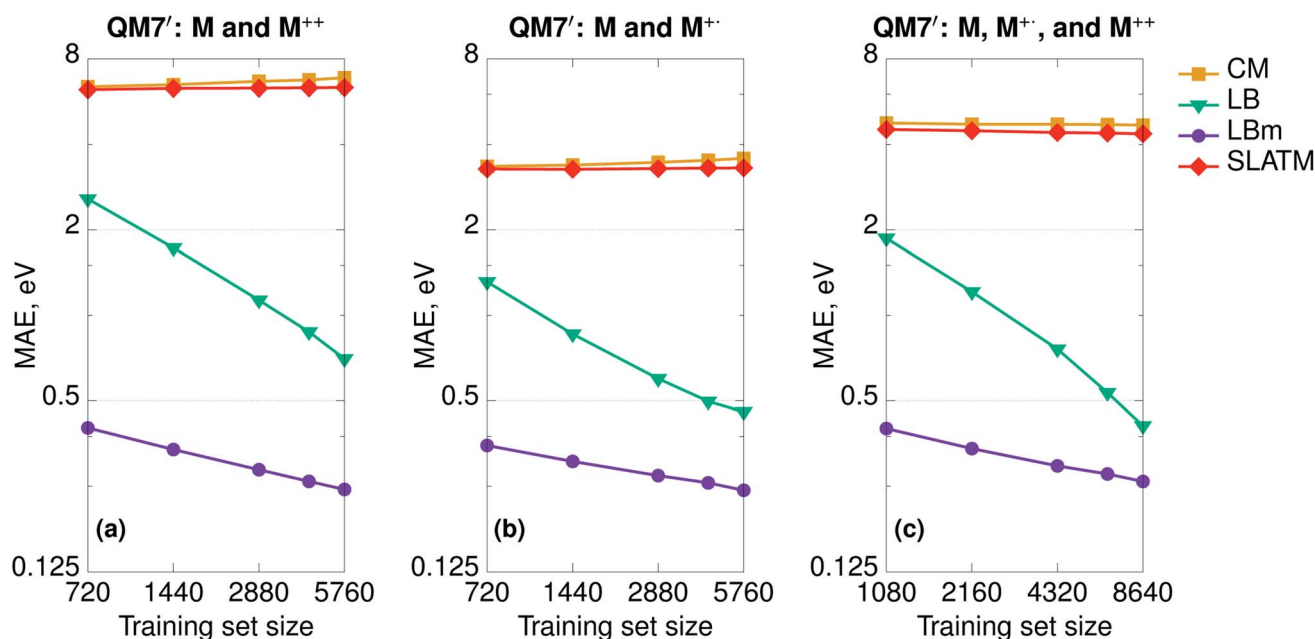 QM7′: M and M⁺⁺
QM7′: M and M⁺·
QM7′: M, M⁺·, and M⁺⁺
8
2
0.5
0.125
MAE, eV
(a)
720 1440 2880 5760
Training set size
8
2
0.5
0.125
MAE, eV
(b)
720 1440 2880 5760
Training set size
8
2
0.5
0.125
MAE, eV
(c)
1080 2160 4320 8640
Training set size
CM
LB
LBm
SLATM